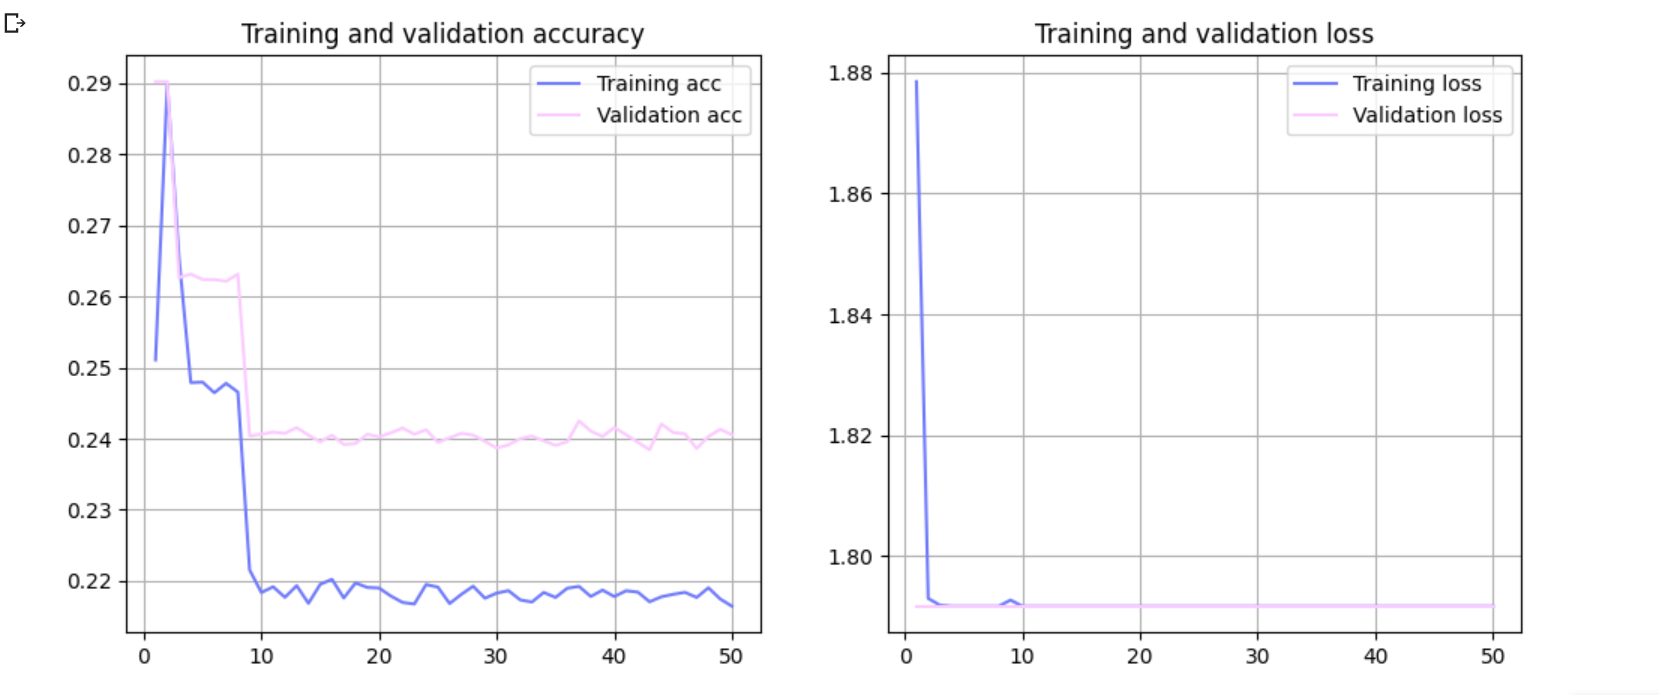 Training and validation accuracy
0.29
0.28
0.27
0.26
0.25
0.24
0.23
0.22
0 10 20 30 40 50
Training acc
Validation acc
Training and validation loss
1.88
1.86
1.84
1.82
1.80
0 10 20 30 40 50
Training loss
Validation loss